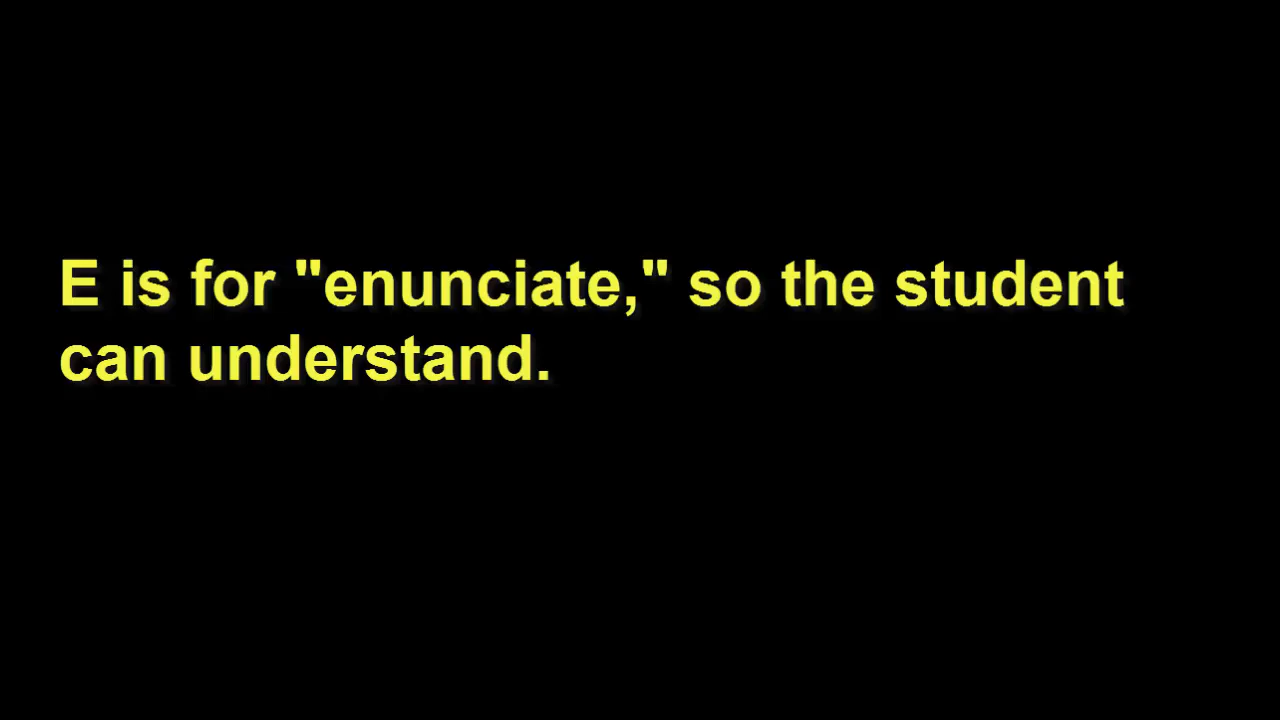 E is for "enunciate," so the student
can understand.